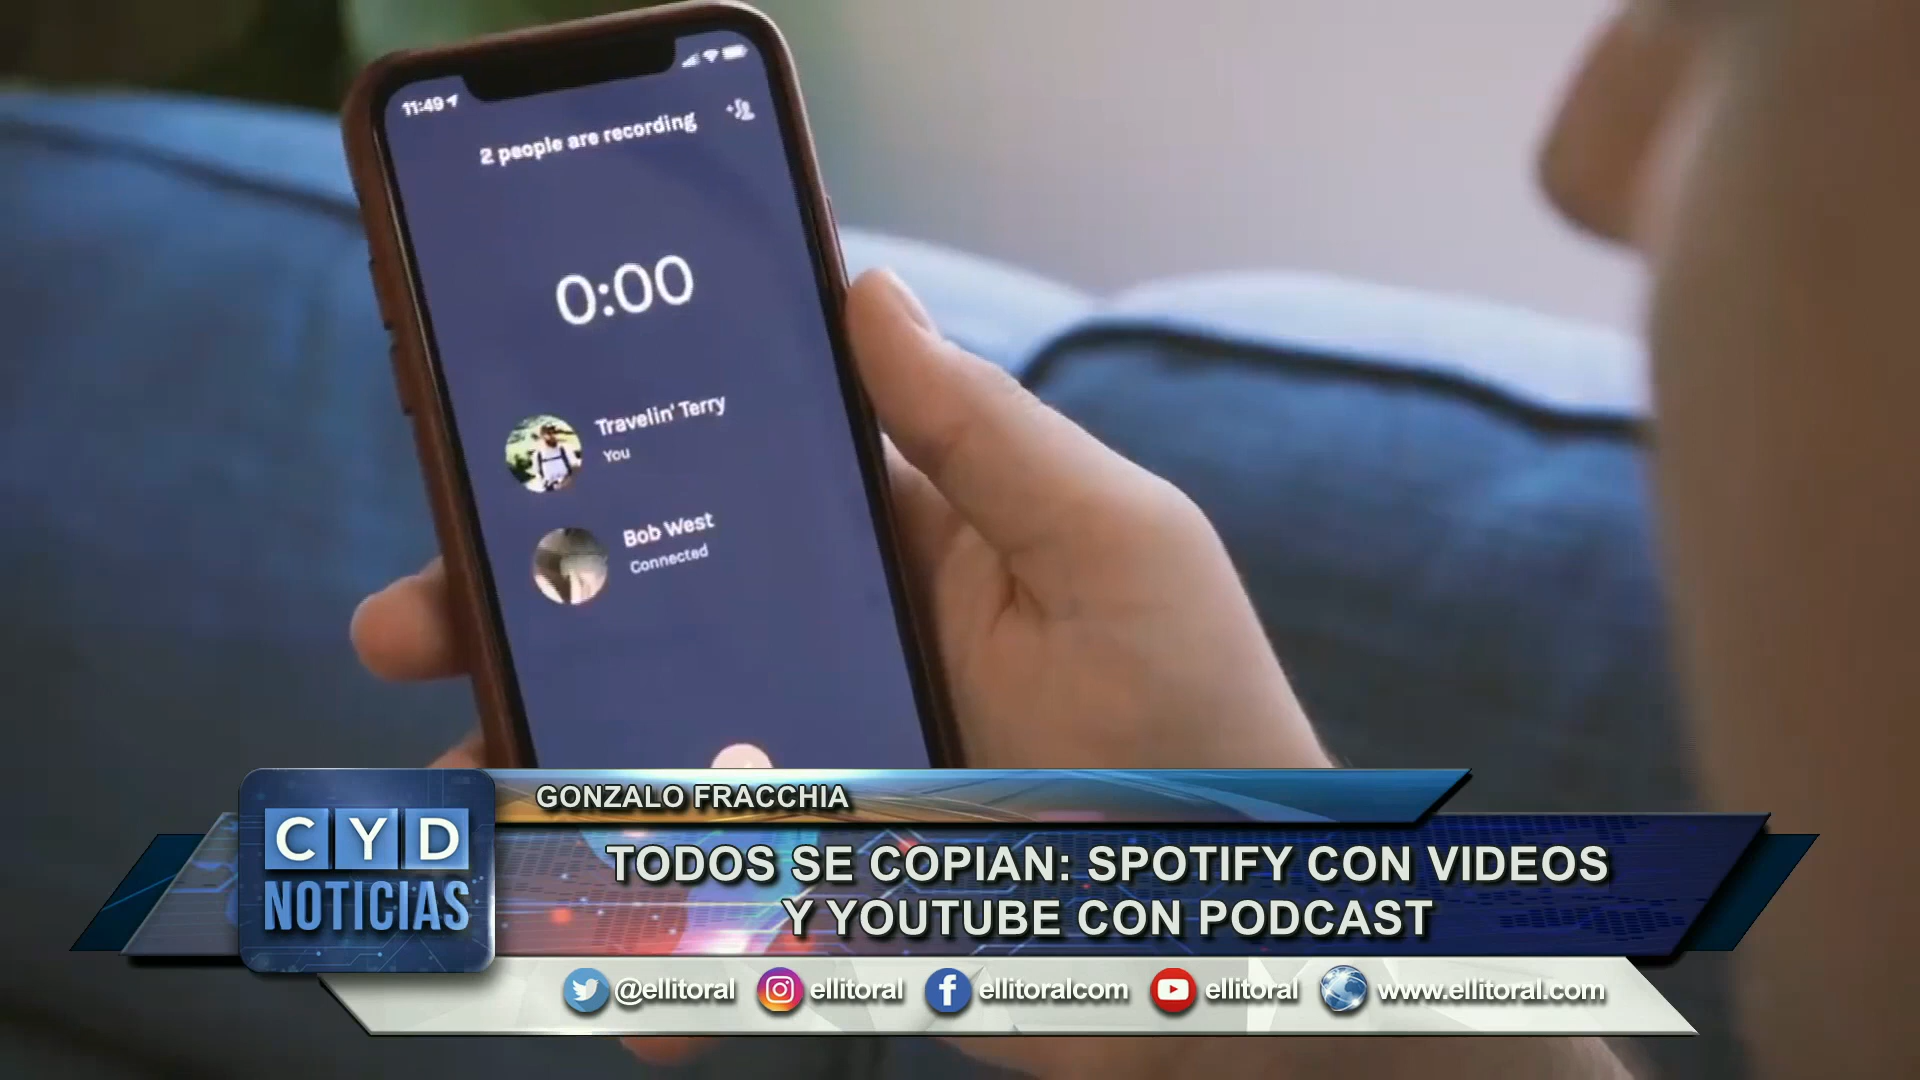 11:49
2 people are recording
0:00
Travelin' Terry
You
Bob West
Connected
GONZALO FRACCHIA
CYD
NOTICIAS
TODOS SE COPIAN: SPOTIFY CON VIDEOS
Y YOUTUBE CON PODCAST
@ellitoral ellitoral ellitoralcom ellitoral www.ellitoral.com